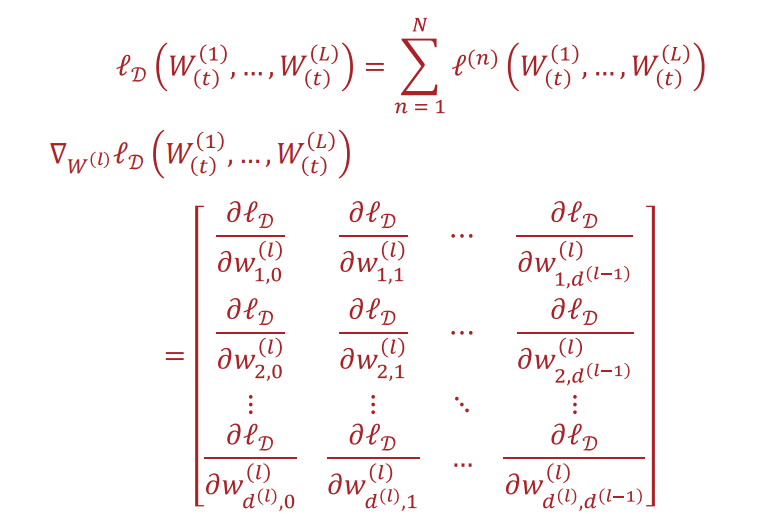 ℓ_𝒟 (W_(t)^(1), …, W_(t)^(L)) = ∑_{n = 1}^{N} ℓ^(n) (W_(t)^(1), …, W_(t)^(L))
∇_{W^(l)} ℓ_𝒟 (W_(t)^(1), …, W_(t)^(L))
= [ ∂ℓ_𝒟/∂w_{1,0}^(l) ∂ℓ_𝒟/∂w_{1,1}^(l) ⋯ ∂ℓ_𝒟/∂w_{1,d^(l−1)}^(l)
∂ℓ_𝒟/∂w_{2,0}^(l) ∂ℓ_𝒟/∂w_{2,1}^(l) ⋯ ∂ℓ_𝒟/∂w_{2,d^(l−1)}^(l)
⋮ ⋮ ⋱ ⋮
∂ℓ_𝒟/∂w_{d^(l),0}^(l) ∂ℓ_𝒟/∂w_{d^(l),1}^(l) ⋯ ∂ℓ_𝒟/∂w_{d^(l),d^(l−1)}^(l) ]